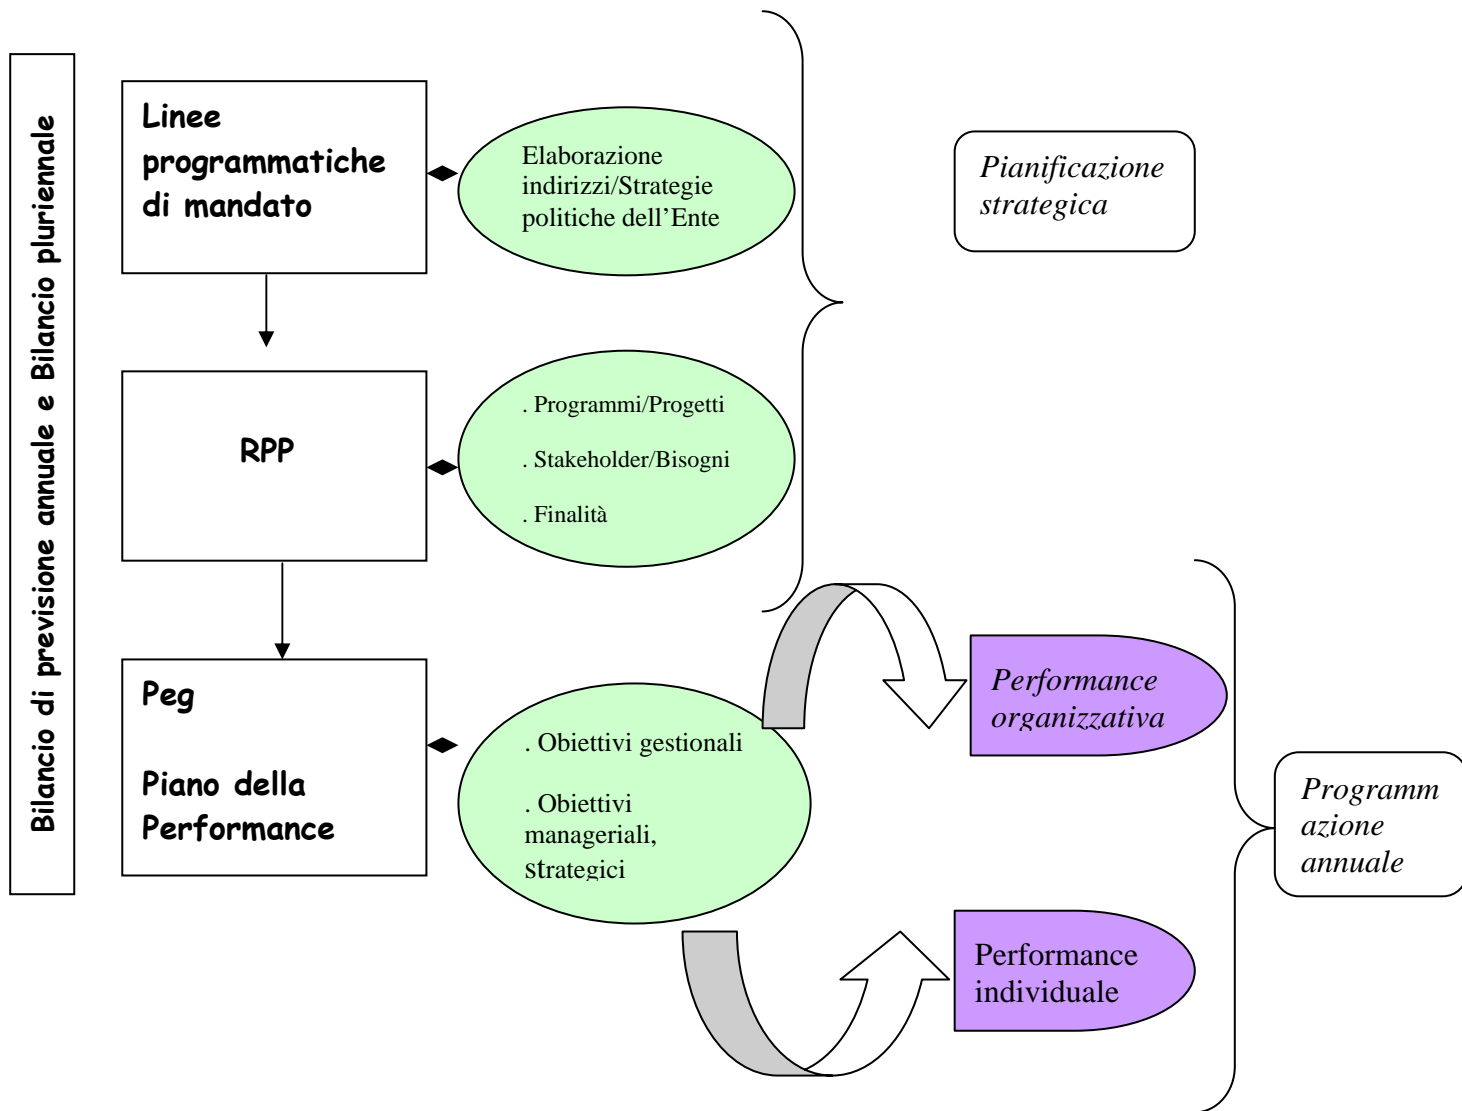 Bilancio di previsione annuale e Bilancio pluriennale
Linee
programmatiche
di mandato
Elaborazione
indirizzi/Strategie
politiche dell’Ente
Pianificazione
strategica
RPP
. Programmi/Progetti
. Stakeholder/Bisogni
. Finalità
Peg
Piano della
Performance
. Obiettivi gestionali
. Obiettivi
manageriali,
strategici
Performance
organizzativa
Performance
individuale
Programm
azione
annuale